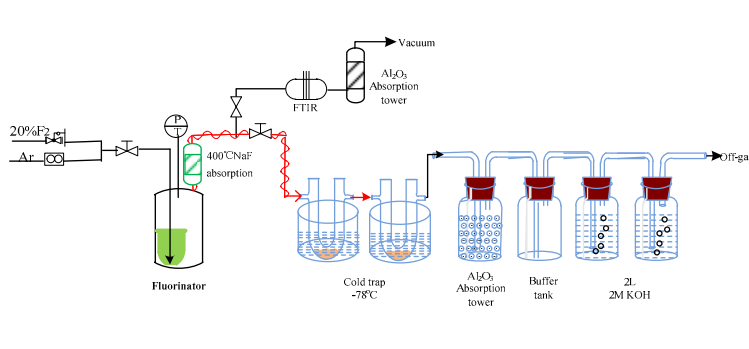 Vacuum
Al₂O₃
Absorption
tower
FTIR
P
T
20%F2
Ar
400℃NaF
absorption
Off-ga
Fluorinator
Cold trap
-78℃
Al₂O₃
Absorption
tower
Buffer
tank
2L
2M KOH